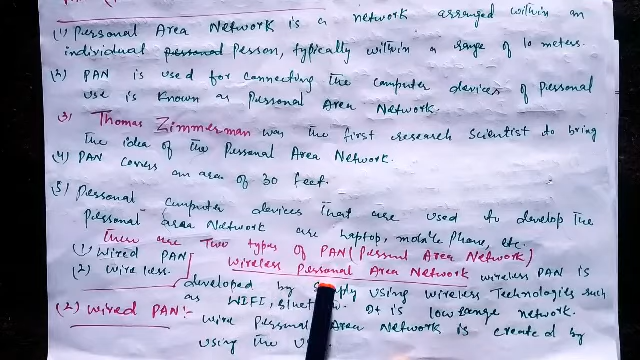 (1) Personal Area Network is a network arranged within an
individual personal Person, typically within a range of 10 meters.
(2) PAN is used for connecting the computer devices of personal
use is known as Personal Area Network.
(3) Thomas Zimmerman was the first research scientist to bring
the idea of the Personal Area Network.
(4) PAN covers an area of 30 feet.
(5) Personal computer devices that are used to develop the
personal area Network are laptop, mobile phone, etc.
There are Two types of PAN (Personal Area Network)
(1) Wired PAN
(2) Wireless.
Wireless Personal Area Network wireless PAN is
developed by using wireless Technologies such
as WIFI, It is low range network.
(2) Wired PAN:-
Wire Personal Area Network is created by
using the